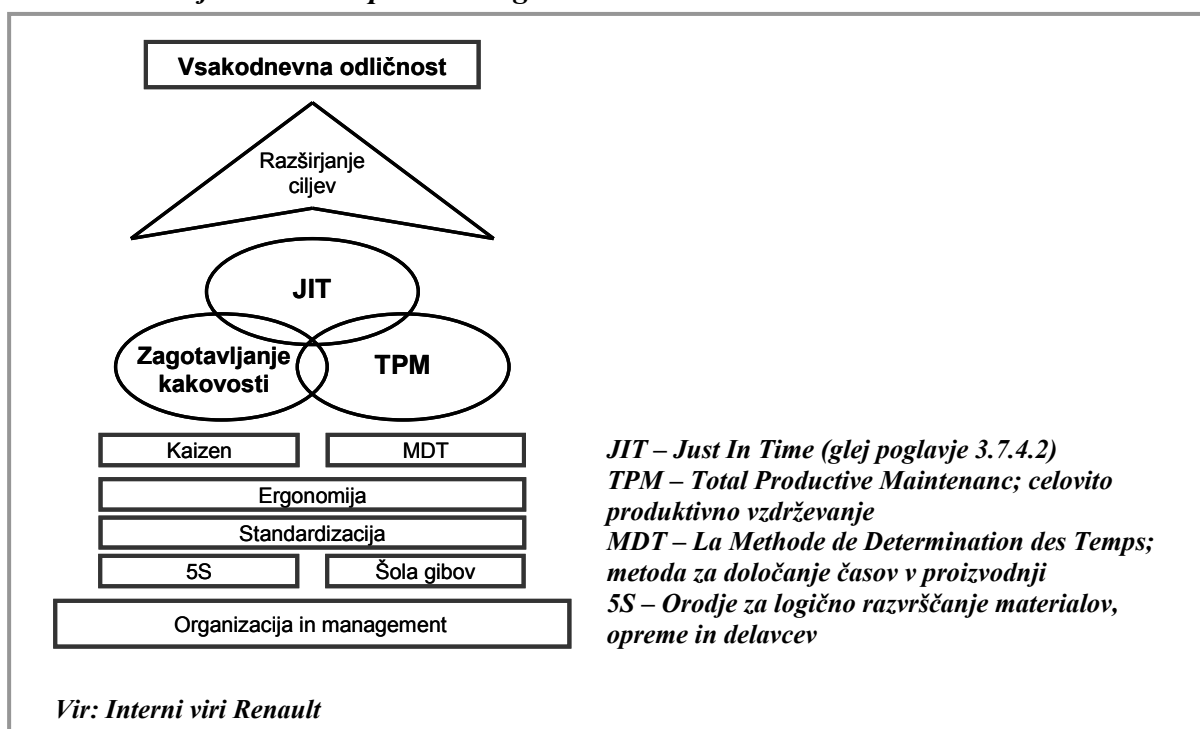 Vsakodnevna odličnost
Razširjanje
ciljev
JIT
Zagotavljanje
kakovosti
TPM
Kaizen
MDT
Ergonomija
Standardizacija
5S
Šola gibov
Organizacija in management
JIT – Just In Time (glej poglavje 3.7.4.2)
TPM – Total Productive Maintenanc; celovito
produktivno vzdrževanje
MDT – La Methode de Determination des Temps;
metoda za določanje časov v proizvodnji
5S – Orodje za logično razvrščanje materialov,
opreme in delavcev
Vir: Interni viri Renault